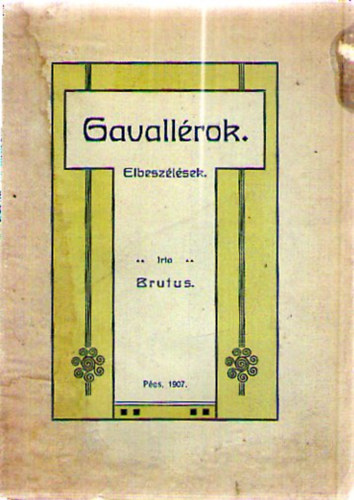 Gavallérok.
Elbeszélések.
Irta
Brutus.
Pécs, 1907.